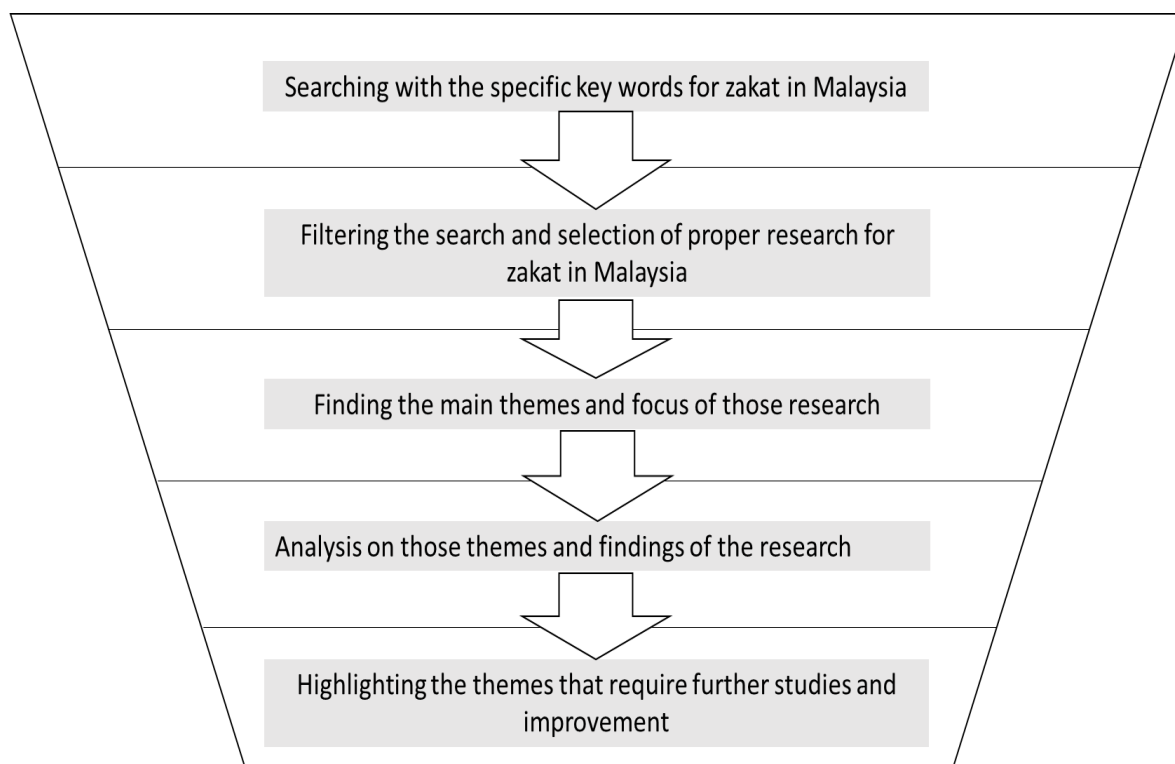 Searching with the specific key words for zakat in Malaysia
Filtering the search and selection of proper research for
zakat in Malaysia
Finding the main themes and focus of those research
Analysis on those themes and findings of the research
Highlighting the themes that require further studies and
improvement